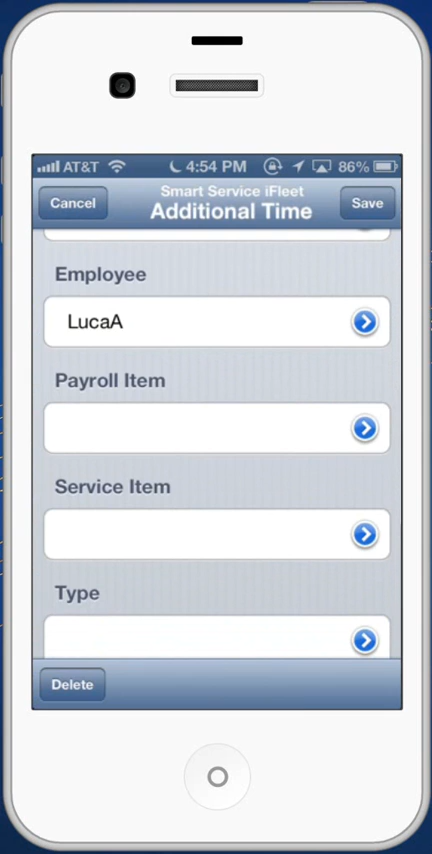 AT&T 4:54 PM 86%
Cancel Smart Service iFleet Save
Additional Time
Employee
LucaA
Payroll Item
Service Item
Type
Delete